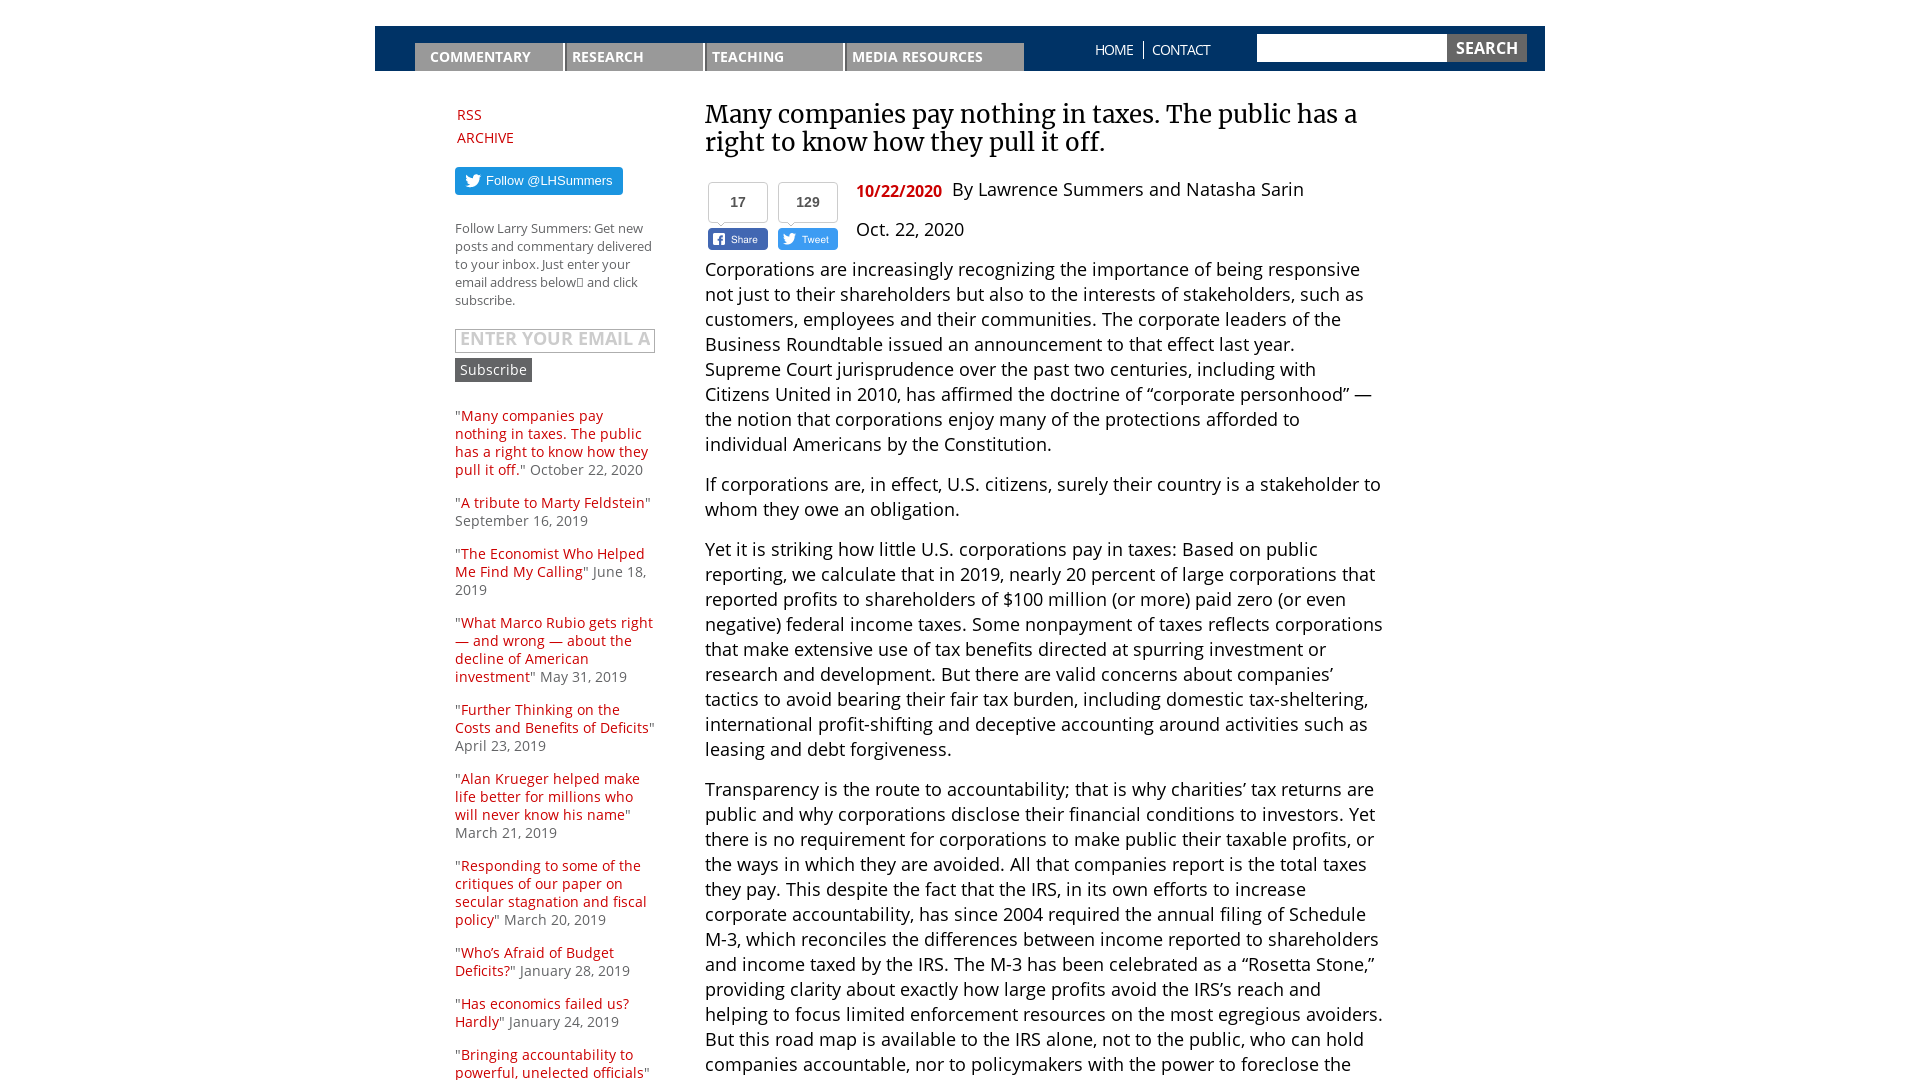 COMMENTARY
RESEARCH
TEACHING
MEDIA RESOURCES
HOME
CONTACT
SEARCH
RSS
ARCHIVE
Follow @LHSummers
Follow Larry Summers: Get new
posts and commentary delivered
to your inbox. Just enter your
email address below and click
subscribe.
ENTER YOUR EMAIL A
Subscribe
"Many companies pay
nothing in taxes. The public
has a right to know how they
pull it off." October 22, 2020
"A tribute to Marty Feldstein"
September 16, 2019
"The Economist Who Helped
Me Find My Calling" June 18,
2019
"What Marco Rubio gets right
— and wrong — about the
decline of American
investment" May 31, 2019
"Further Thinking on the
Costs and Benefits of Deficits"
April 23, 2019
"Alan Krueger helped make
life better for millions who
will never know his name"
March 21, 2019
"Responding to some of the
critiques of our paper on
secular stagnation and fiscal
policy" March 20, 2019
"Who’s Afraid of Budget
Deficits?" January 28, 2019
"Has economics failed us?
Hardly" January 24, 2019
"Bringing accountability to
powerful, unelected officials"
Many companies pay nothing in taxes. The public has a
right to know how they pull it off.
17
129
Share
Tweet
10/22/2020 By Lawrence Summers and Natasha Sarin
Oct. 22, 2020
Corporations are increasingly recognizing the importance of being responsive
not just to their shareholders but also to the interests of stakeholders, such as
customers, employees and their communities. The corporate leaders of the
Business Roundtable issued an announcement to that effect last year.
Supreme Court jurisprudence over the past two centuries, including with
Citizens United in 2010, has affirmed the doctrine of “corporate personhood” —
the notion that corporations enjoy many of the protections afforded to
individual Americans by the Constitution.
If corporations are, in effect, U.S. citizens, surely their country is a stakeholder to
whom they owe an obligation.
Yet it is striking how little U.S. corporations pay in taxes: Based on public
reporting, we calculate that in 2019, nearly 20 percent of large corporations that
reported profits to shareholders of $100 million (or more) paid zero (or even
negative) federal income taxes. Some nonpayment of taxes reflects corporations
that make extensive use of tax benefits directed at spurring investment or
research and development. But there are valid concerns about companies’
tactics to avoid bearing their fair tax burden, including domestic tax-sheltering,
international profit-shifting and deceptive accounting around activities such as
leasing and debt forgiveness.
Transparency is the route to accountability; that is why charities’ tax returns are
public and why corporations disclose their financial conditions to investors. Yet
there is no requirement for corporations to make public their taxable profits, or
the ways in which they are avoided. All that companies report is the total taxes
they pay. This despite the fact that the IRS, in its own efforts to increase
corporate accountability, has since 2004 required the annual filing of Schedule
M-3, which reconciles the differences between income reported to shareholders
and income taxed by the IRS. The M-3 has been celebrated as a “Rosetta Stone,”
providing clarity about exactly how large profits avoid the IRS’s reach and
helping to focus limited enforcement resources on the most egregious avoiders.
But this road map is available to the IRS alone, not to the public, who can hold
companies accountable, nor to policymakers with the power to foreclose the